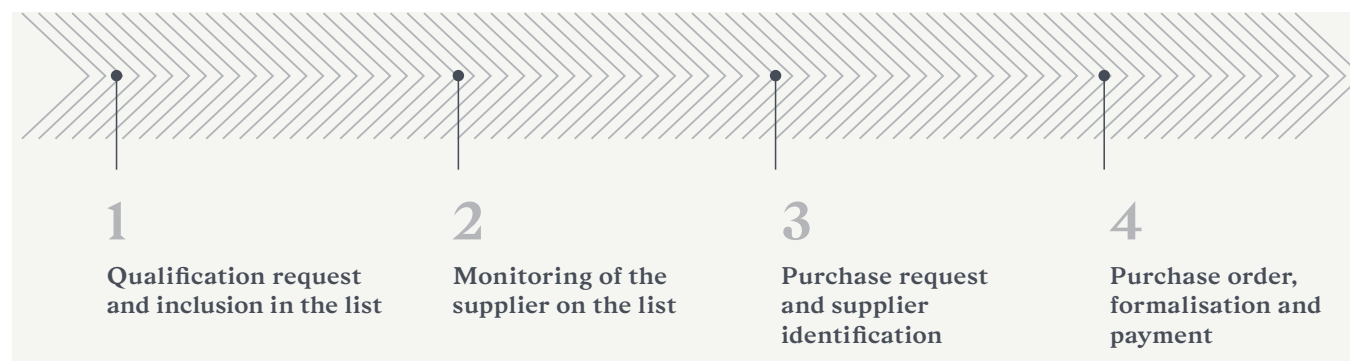 1
Qualification request
and inclusion in the list
2
Monitoring of the
supplier on the list
3
Purchase request
and supplier
identification
4
Purchase order,
formalisation and
payment